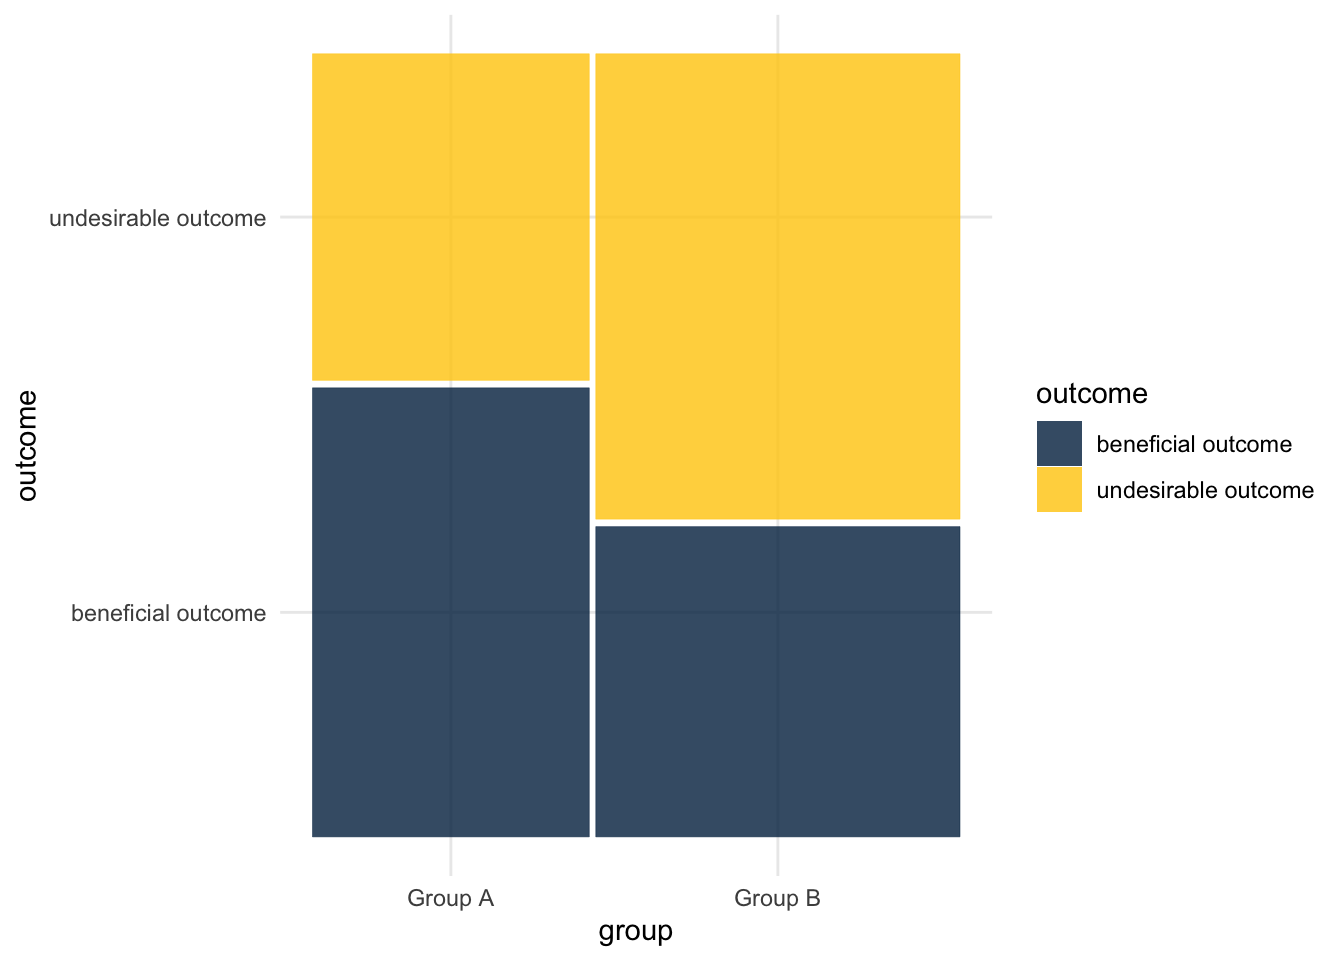 undesirable outcome
beneficial outcome
outcome
Group A
Group B
group
outcome
beneficial outcome
undesirable outcome